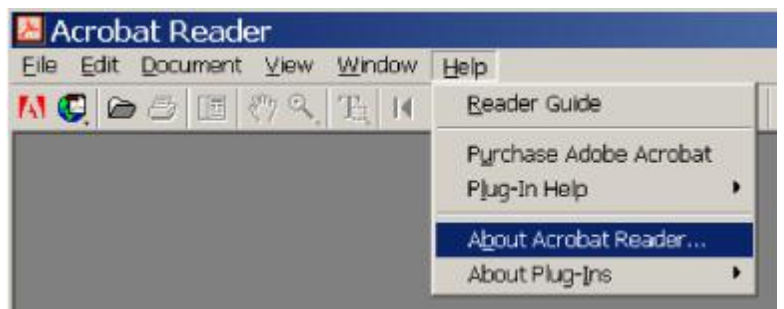 Acrobat Reader
File Edit Document View Window Help
Reader Guide
Purchase Adobe Acrobat
Plug-In Help
About Acrobat Reader...
About Plug-Ins